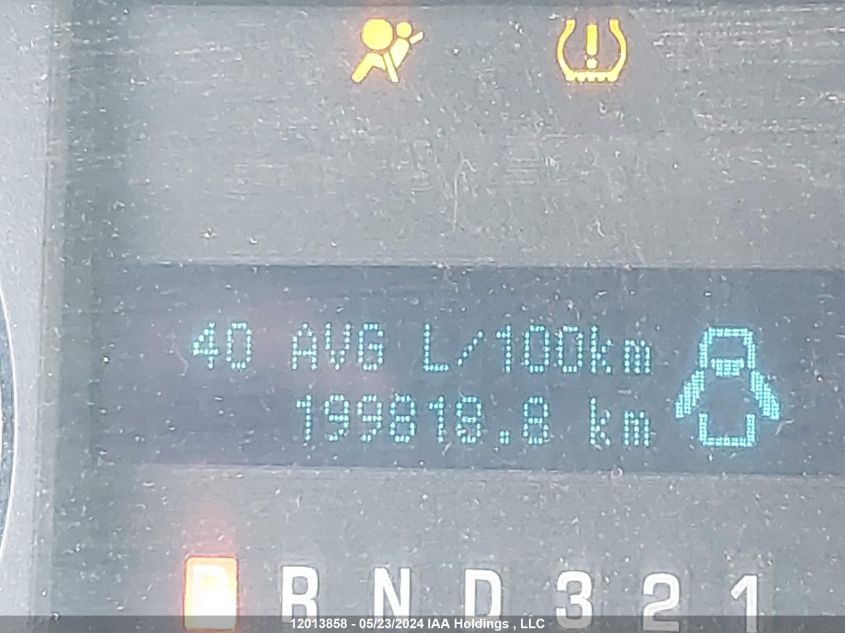 40 AVG L/100km
199818.8 km
P R N D 3 2 1
12013858 - 05/23/2024 IAA Holdings , LLC